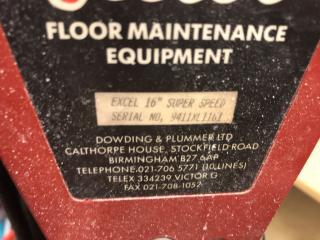 FLOOR MAINTENANCE
EQUIPMENT
EXCEL 16" SUPER SPEED
SERIAL NO, 9411XL1161
DOWDING & PLUMMER LTD
CALTHORPE HOUSE, STOCKFIELD ROAD
BIRMINGHAM B27 6AP
TELEPHONE:021-706 5771 (10 LINES)
TELEX 334239 VICTOR G
FAX 021-708-1052